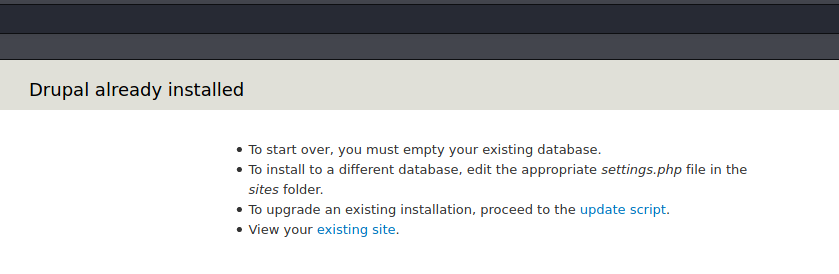 Drupal already installed
• To start over, you must empty your existing database.
• To install to a different database, edit the appropriate settings.php file in the
sites folder.
• To upgrade an existing installation, proceed to the update script.
• View your existing site.